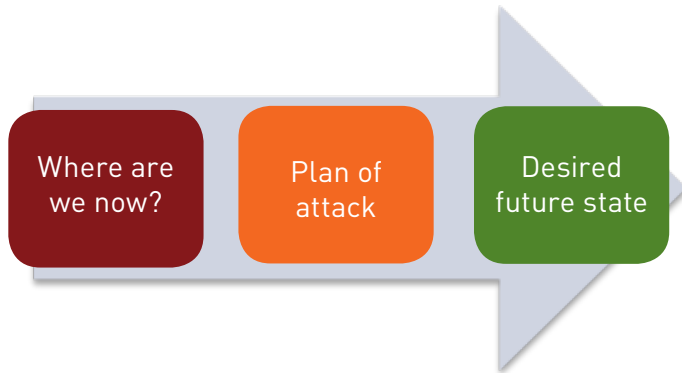 Where are
we now?
Plan of
attack
Desired
future state